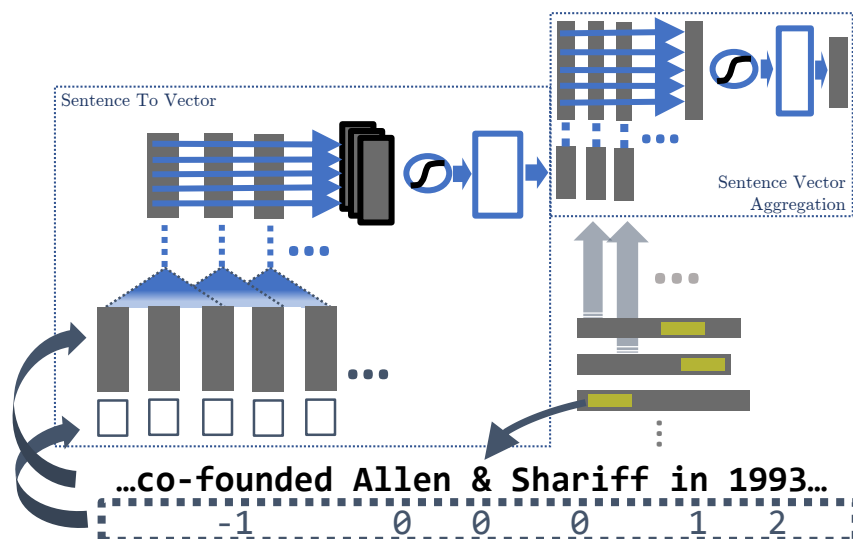 Sentence To Vector
Sentence Vector
Aggregation
…co-founded Allen & Shariff in 1993…
-1 0 0 0 1 2